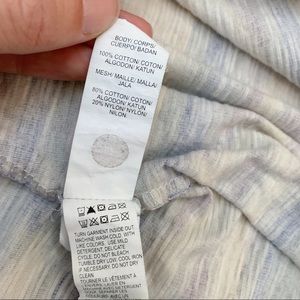 BODY/ CORPS/
CUERPO/ BADAN
100% COTTON/ COTON/
ALGODON/ KATUN
MESH/ MAILLE/ MALLA/
JALA
80% COTTON/ COTON/
ALGODON/ KATUN
20% NYLON/ NYLON/
NILON
TURN GARMENT INSIDE OUT
MACHINE WASH COLD, WITH
LIKE COLORS. USE MILD
DETERGENT, DELICATE
CYCLE. DO NOT BLEACH
TUMBLE DRY LOW, COOL IRON
IF NECESSARY. DO NOT DRY
CLEAN
TOURNER LE VÊTEMENT